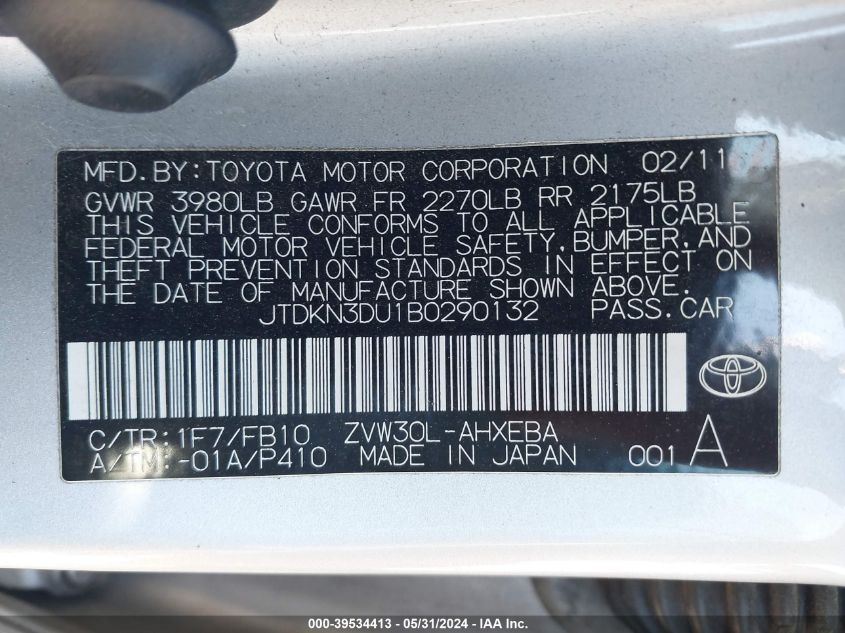 MFD.BY:TOYOTA MOTOR CORPORATION 02/11
GVWR 3980LB GAWR FR 2270LB RR 2175LB
THIS VEHICLE CONFORMS TO ALL APPLICABLE
FEDERAL MOTOR VEHICLE SAFETY,BUMPER,AND
THEFT PREVENTION STANDARDS IN EFFECT ON
THE DATE OF MANUFACTURE SHOWN ABOVE.
JTDKN3DU1B0290132 PASS.CAR
C/TR:1F7/FB10 ZVW30L-AHXEBA
A/TM:-01A/P410 MADE IN JAPAN 001 A
000-39534413 - 05/31/2024 - IAA Inc.